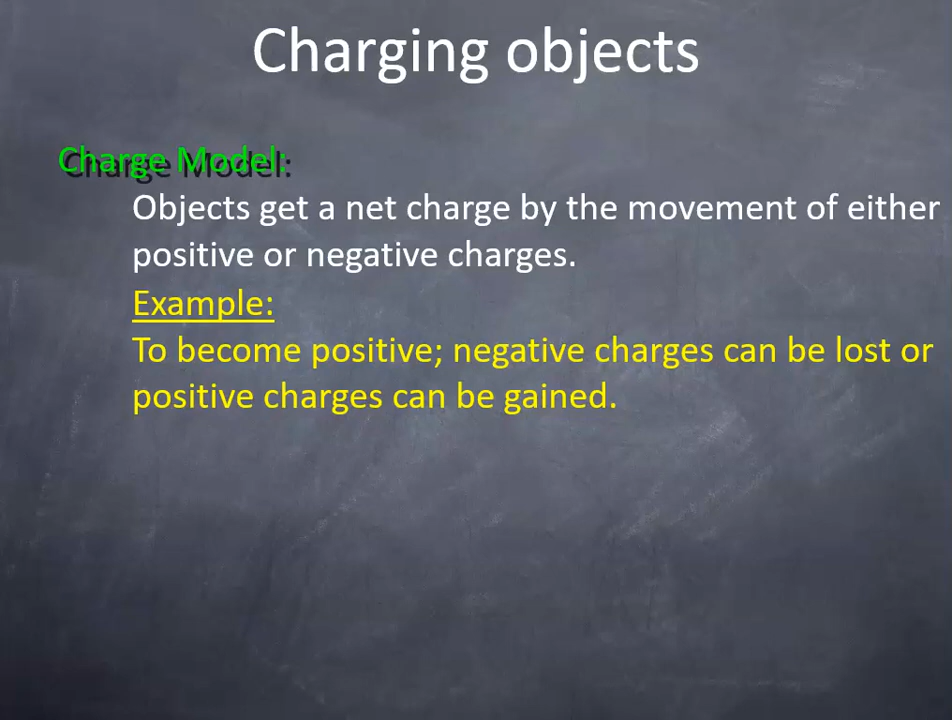 Charging objects
Charge Model:
Objects get a net charge by the movement of either
positive or negative charges.
Example:
To become positive; negative charges can be lost or
positive charges can be gained.